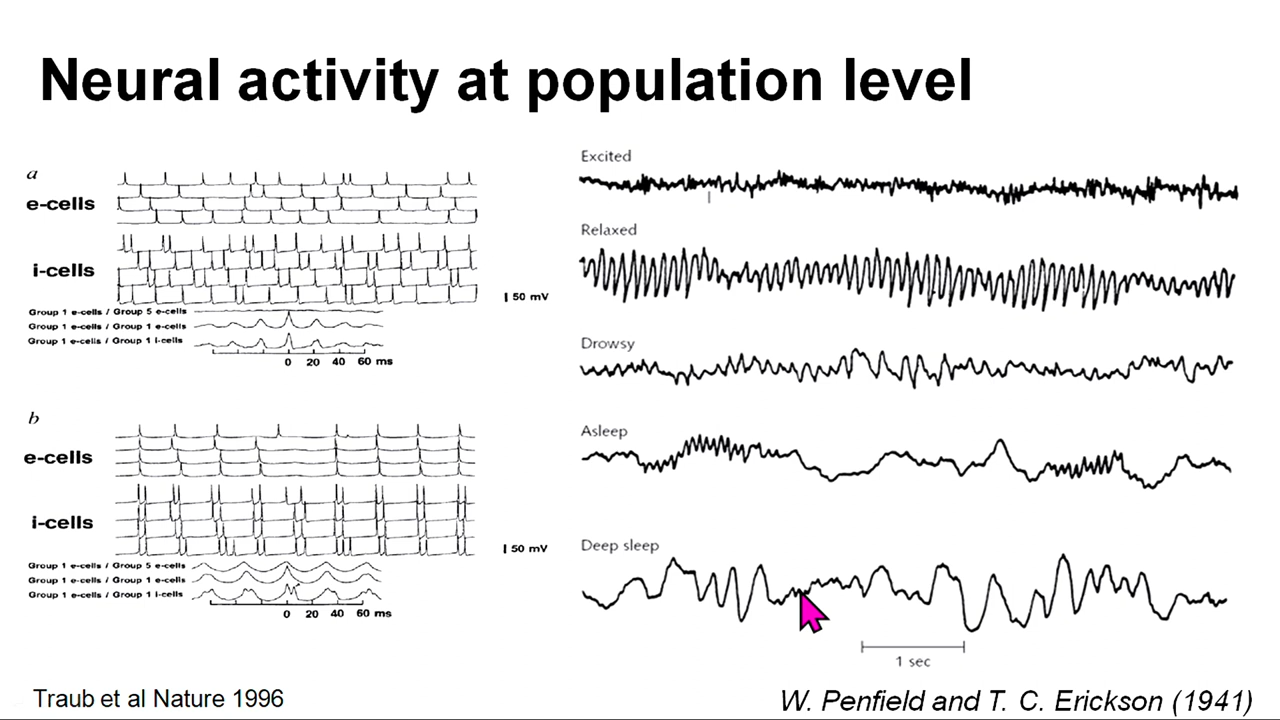 Neural activity at population level
a
e-cells
i-cells
50 mV
Group 1 e-cells / Group 5 e-cells
Group 1 e-cells / Group 1 e-cells
Group 1 e-cells / Group 1 i-cells
0 20 40 60 ms
b
e-cells
i-cells
50 mV
Group 1 e-cells / Group 5 e-cells
Group 1 e-cells / Group 1 e-cells
Group 1 e-cells / Group 1 i-cells
0 20 40 60 ms
Traub et al Nature 1996
Excited
Relaxed
Drowsy
Asleep
Deep sleep
1 sec
W. Penfield and T. C. Erickson (1941)